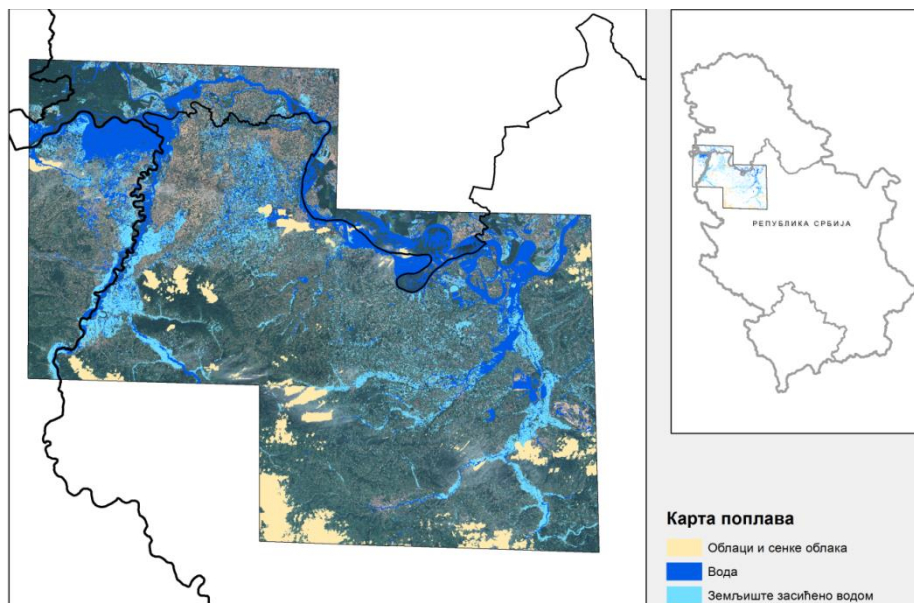 РЕПУБЛИКА СРБИЈА
Карта поплава
Облаци и сенке облака
Вода
Земљиште засићено водом